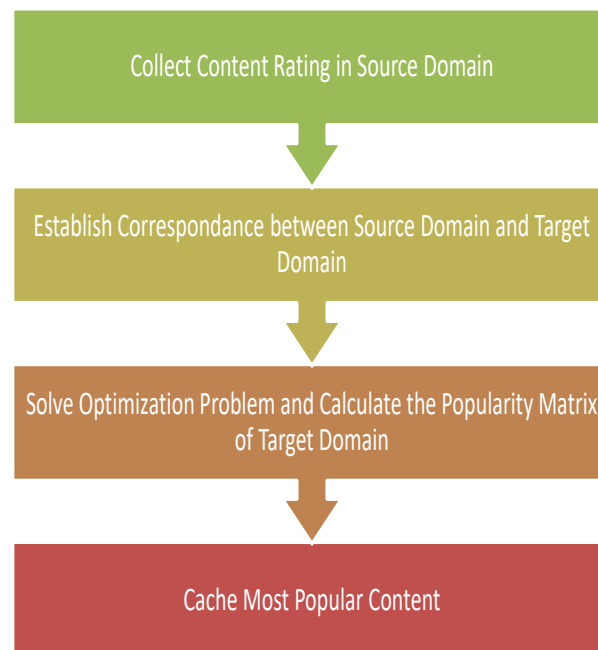 Collect Content Rating in Source Domain
Establish Correspondance between Source Domain and Target
Domain
Solve Optimization Problem and Calculate the Popularity Matrix
of Target Domain
Cache Most Popular Content